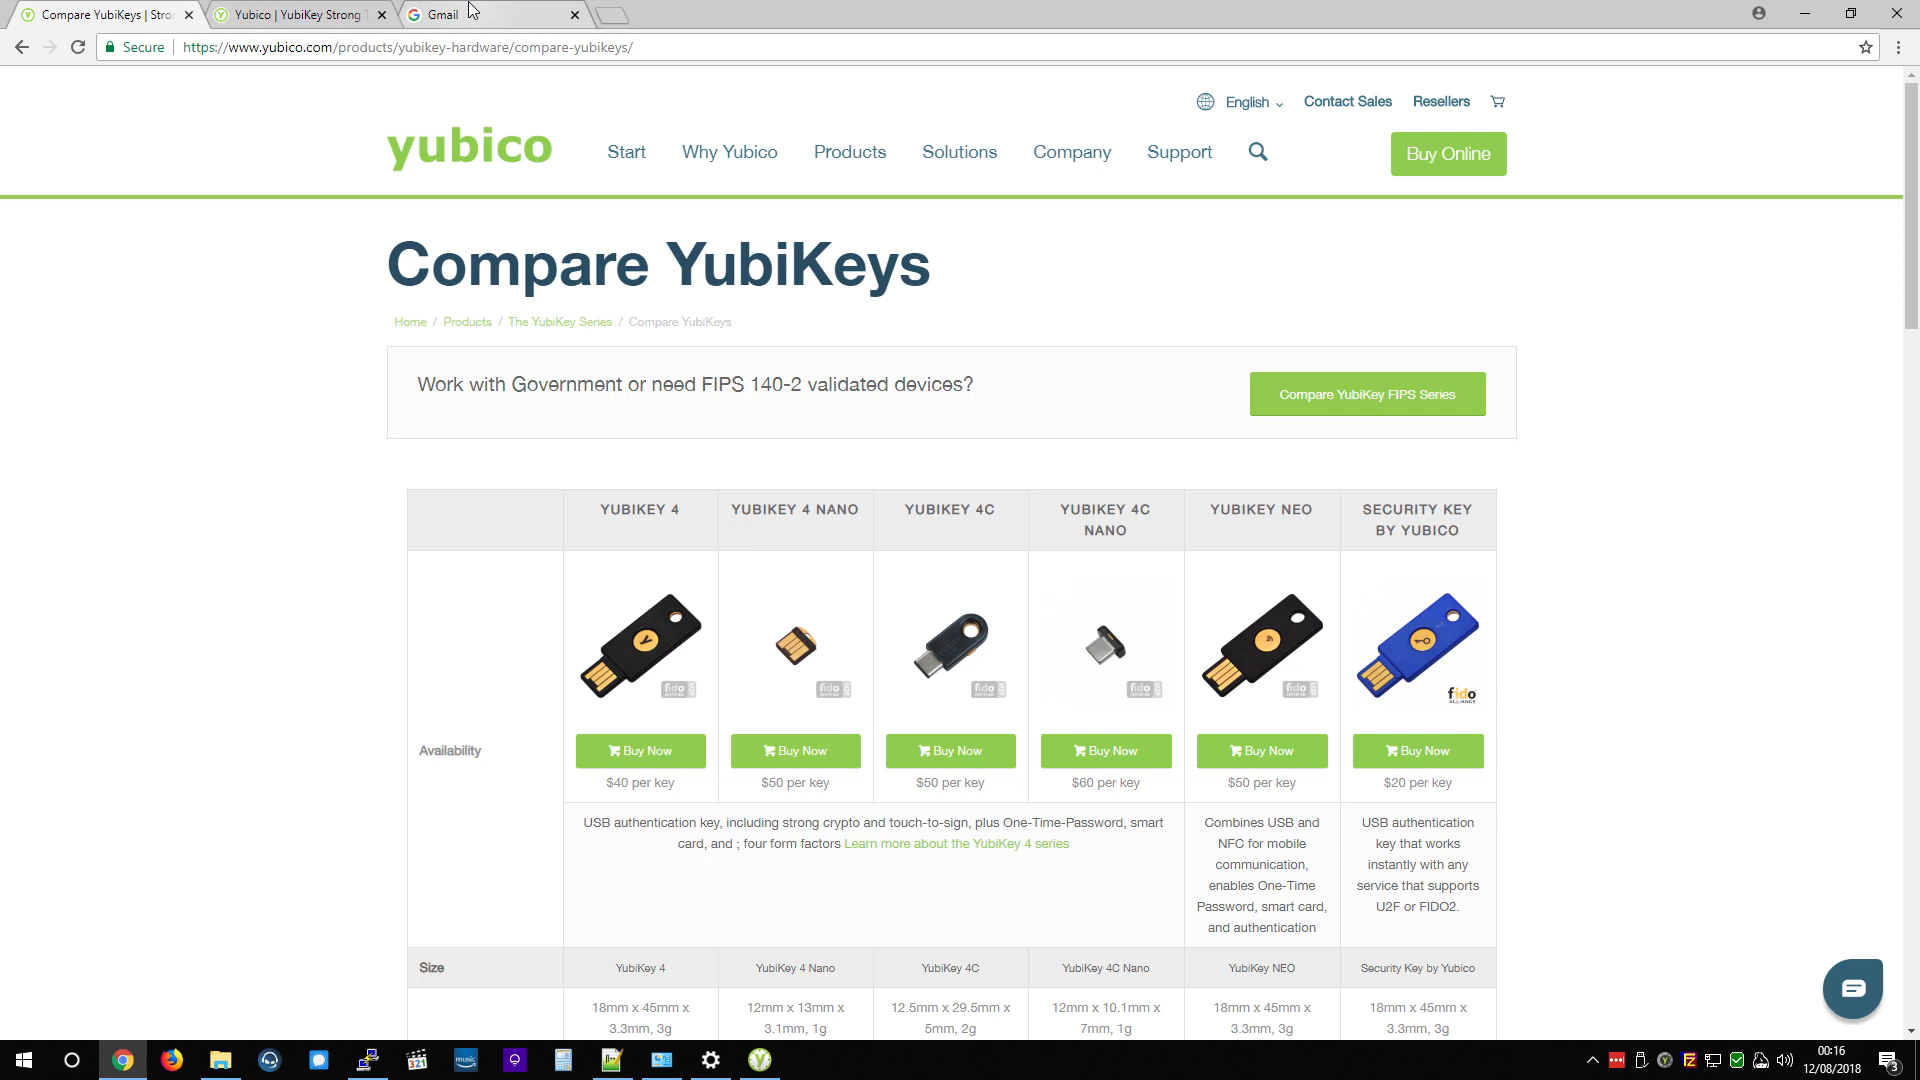 Compare YubiKeys | Stron
Yubico | YubiKey Strong T
Gmail
Secure
https://www.yubico.com/products/yubikey-hardware/compare-yubikeys/
English
Contact Sales
Resellers
yubico
Start
Why Yubico
Products
Solutions
Company
Support
Buy Online
Compare YubiKeys
Home / Products / The YubiKey Series / Compare YubiKeys
Work with Government or need FIPS 140-2 validated devices?
Compare YubiKey FIPS Series
YUBIKEY 4
YUBIKEY 4 NANO
YUBIKEY 4C
YUBIKEY 4C
NANO
YUBIKEY NEO
SECURITY KEY
BY YUBICO
fido
fido
fido
fido
fido
fido
ALLIANCE
Availability
Buy Now
$40 per key
Buy Now
$50 per key
Buy Now
$50 per key
Buy Now
$60 per key
Buy Now
$50 per key
Buy Now
$20 per key
USB authentication key, including strong crypto and touch-to-sign, plus One-Time-Password, smart
card, and ; four form factors Learn more about the YubiKey 4 series
Combines USB and
NFC for mobile
communication,
enables One-Time
Password, smart card,
and authentication
USB authentication
key that works
instantly with any
service that supports
U2F or FIDO2.
Size
YubiKey 4
YubiKey 4 Nano
YubiKey 4C
YubiKey 4C Nano
YubiKey NEO
Security Key by Yubico
18mm x 45mm x
3.3mm, 3g
12mm x 13mm x
3.1mm, 1g
12.5mm x 29.5mm x
5mm, 2g
12mm x 10.1mm x
7mm, 1g
18mm x 45mm x
3.3mm, 3g
18mm x 45mm x
3.3mm, 3g
321
music
00:16
12/08/2018
3